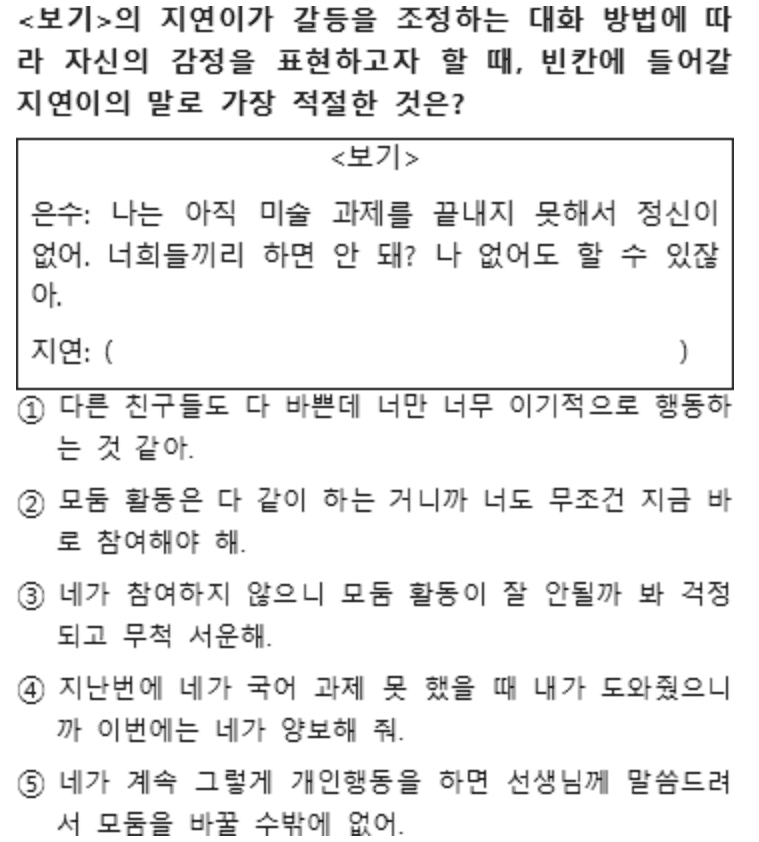 <보기>의 지연이가 갈등을 조정하는 대화 방법에 따
라 자신의 감정을 표현하고자 할 때, 빈칸에 들어갈
지연이의 말로 가장 적절한 것은?
<보기>
은수: 나는 아직 미술 과제를 끝내지 못해서 정신이
없어. 너희들끼리 하면 안 돼? 나 없어도 할 수 있잖
아.
지연: ( )
① 다른 친구들도 다 바쁜데 너만 너무 이기적으로 행동하
는 것 같아.
② 모둠 활동은 다 같이 하는 거니까 너도 무조건 지금 바
로 참여해야 해.
③ 네가 참여하지 않으니 모둠 활동이 잘 안될까 봐 걱정
되고 무척 서운해.
④ 지난번에 네가 국어 과제 못 했을 때 내가 도와줬으니
까 이번에는 네가 양보해 줘.
⑤ 네가 계속 그렇게 개인행동을 하면 선생님께 말씀드려
서 모둠을 바꿀 수밖에 없어.